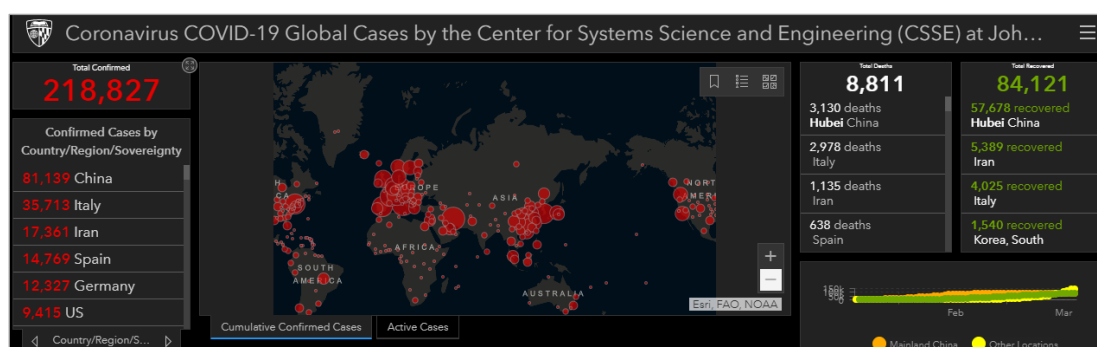 Coronavirus COVID-19 Global Cases by the Center for Systems Science and Engineering (CSSE) at Joh…
Total Confirmed
218,827
Confirmed Cases by
Country/Region/Sovereignty
81,139 China
35,713 Italy
17,361 Iran
14,769 Spain
12,327 Germany
9,415 US
Country/Region/S...
EUROPE
ASIA
AFRICA
SOUTH
AMERICA
AUSTRALIA
NORT
AMERI
Esri, FAO, NOAA
Cumulative Confirmed Cases
Active Cases
Total Deaths
8,811
3,130 deaths
Hubei China
2,978 deaths
Italy
1,135 deaths
Iran
638 deaths
Spain
Total Recovered
84,121
57,678 recovered
Hubei China
5,389 recovered
Iran
4,025 recovered
Italy
1,540 recovered
Korea, South
150k
Feb
Mar
Mainland China
Other Locations